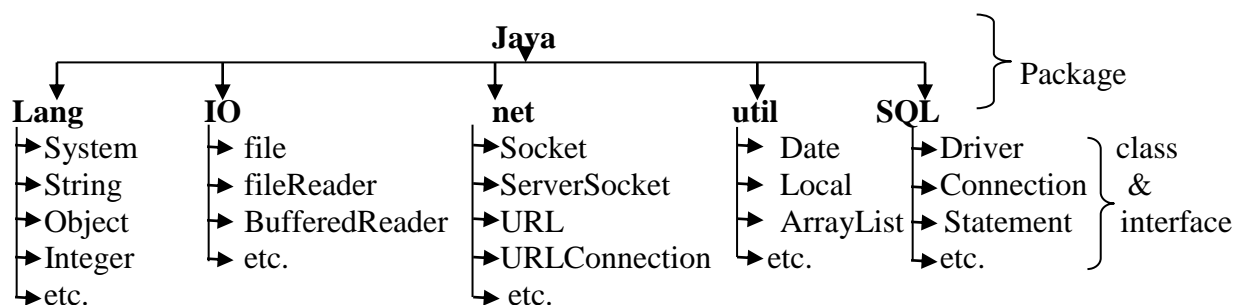 Java
Package
Lang IO net util SQL
System file Socket Date Driver class
String fileReader ServerSocket Local Connection &
Object BufferedReader URL ArrayList Statement interface
Integer etc. URLConnection etc. etc.
etc. etc.